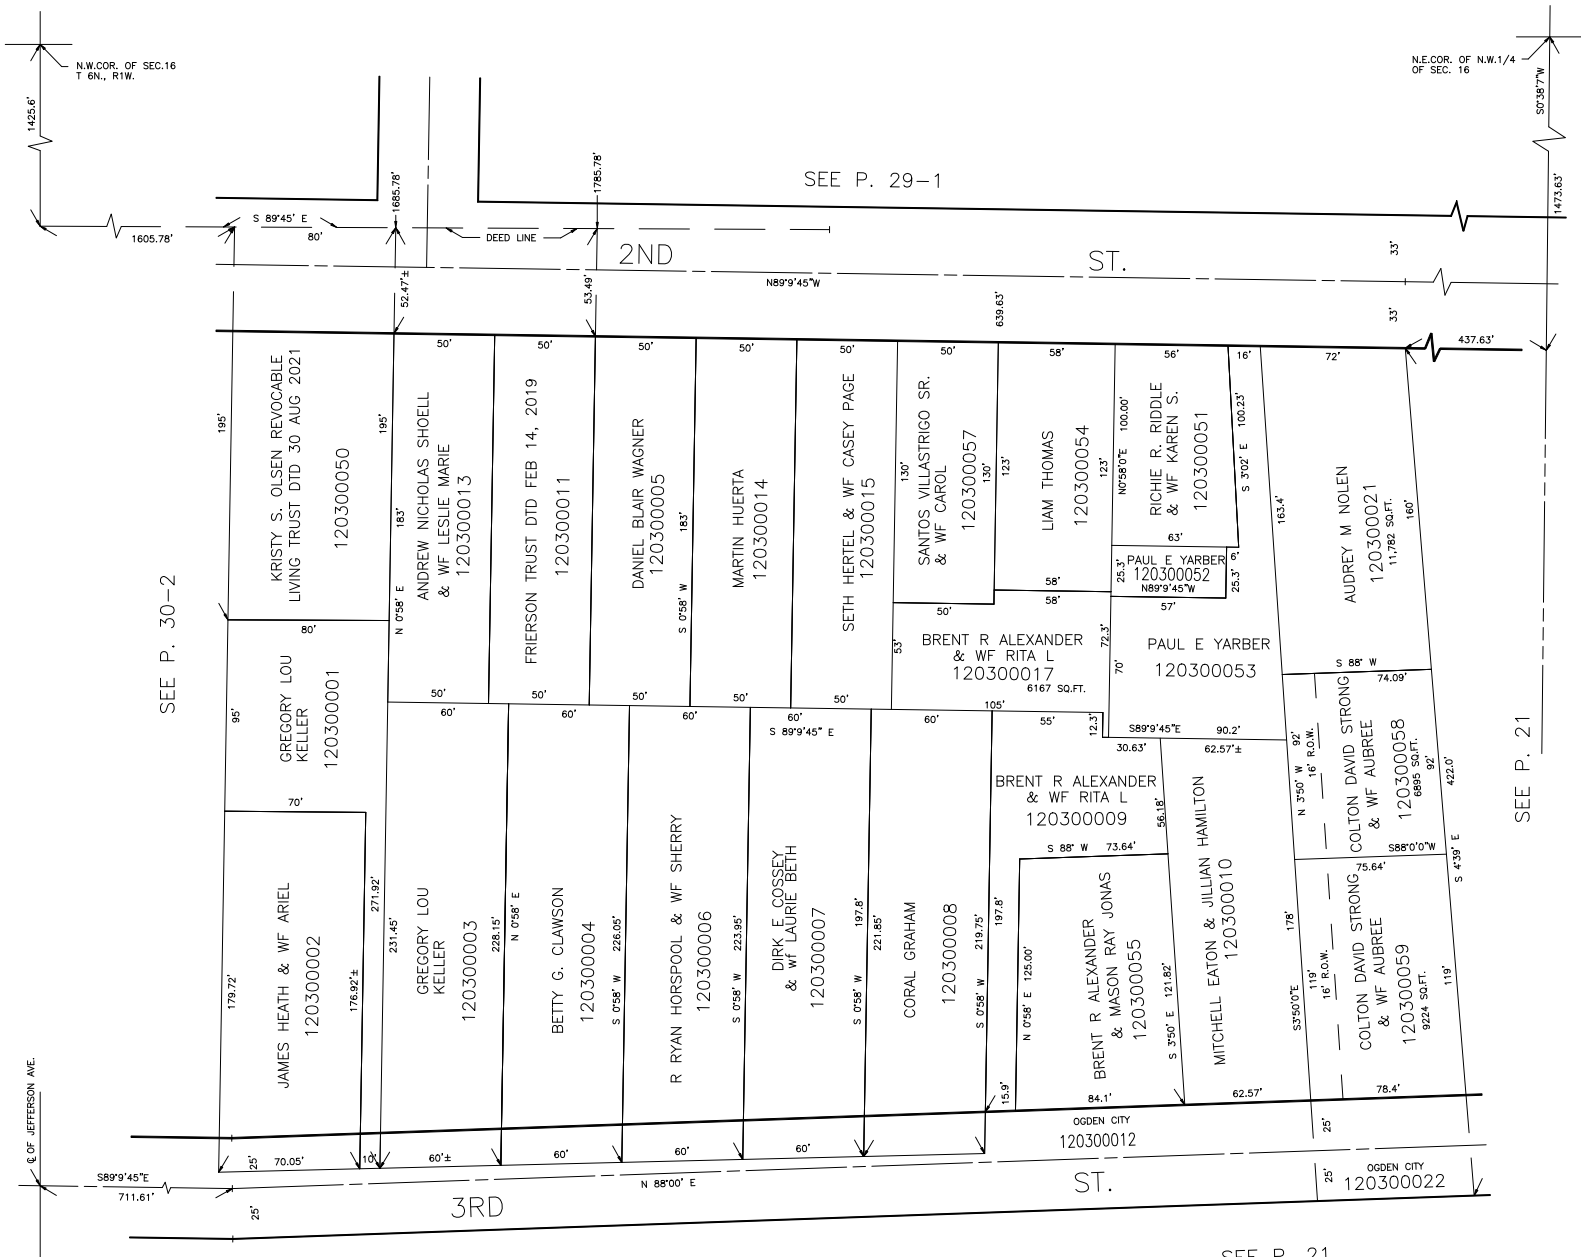 N.W.COR. OF SEC.16
T 6N., R1W.
N.E.COR. OF N.W.1/4
OF SEC. 16
1425.6'
S0°38'7"W
1473.63'
SEE P. 29-1
1605.78'
S 89°45' E
80'
1685.78'
DEED LINE
1785.78'
2ND
ST.
N89°9'45"W
52.47'±
53.49'
639.63'
33'
33'
437.63'
50'
50'
50'
50'
50'
50'
58'
56'
16'
72'
195'
KRISTY S. OLSEN REVOCABLE
LIVING TRUST DTD 30 AUG 2021
120300050
195'
80'
ANDREW NICHOLAS SHOELL
& WF LESLIE MARIE
120300013
N 0°58' E
183'
50'
FRIERSON TRUST DTD FEB 14, 2019
120300011
50'
DANIEL BLAIR WAGNER
120300005
S 0°58' W
183'
50'
MARTIN HUERTA
120300014
50'
SETH HERTEL & WF CASEY PAGE
120300015
50'
SANTOS VILLASTRIGO SR.
& WF CAROL
120300057
130'
130'
50'
LIAM THOMAS
120300054
123'
123'
58'
58'
RICHIE R. RIDDLE
& WF KAREN S.
120300051
N0°58'0"E 100.00'
S 3°02' E 100.23'
63'
6'
PAUL E YARBER
120300052
N89°9'45"W
25.3'
25.3'
57'
AUDREY M NOLEN
120300021
11,782 SQ.FT.
163.4'
160'
S 88° W
74.09'
BRENT R ALEXANDER
& WF RITA L
120300017
6167 SQ.FT.
53'
72.3'
105'
PAUL E YARBER
120300053
70'
S89°9'45"E
90.2'
SEE P. 30-2
GREGORY LOU
KELLER
120300001
95'
70'
271.92'
JAMES HEATH & WF ARIEL
120300002
179.72'
176.92'±
60'
60'
60'
60'
60'
55'
12.3'
S 89°9'45" E
GREGORY LOU
KELLER
120300003
231.45'
228.15'
N 0°58' E
BETTY G. CLAWSON
120300004
S 0°58' W 226.05'
R RYAN HORSPOOL & WF SHERRY
120300006
S 0°58' W 223.95'
DIRK E COSSEY
& wf LAURIE BETH
120300007
S 0°58' W 197.8'
221.85'
CORAL GRAHAM
120300008
S 0°58' W 219.75'
197.8'
15.9'
30.63'
BRENT R ALEXANDER
& WF RITA L
120300009
56.18'
S 88° W 73.64'
BRENT R ALEXANDER
& MASON RAY JONAS
120300055
N 0°58' E 125.00'
S 3°50' E 121.82'
84.1'
62.57'±
MITCHELL EATON & JILLIAN HAMILTON
120300010
178'
S3°50'0"E
62.57'
COLTON DAVID STRONG
& WF AUBREE
120300058
6895 SQ.FT.
N 3°50' W 92'
16' R.O.W.
92'
422.0'
S88°0'0"W
75.64'
S 4°39' E
COLTON DAVID STRONG
& WF AUBREE
120300059
9224 SQ.FT.
119'
16' R.O.W.
119'
78.4'
SEE P. 21
OGDEN CITY
120300012
25'
OGDEN CITY
120300022
25'
25'
70.05'
10'
60'±
60'
60'
60'
N 88°00' E
℄ OF JEFFERSON AVE.
S89°9'45"E
711.61'
25'
3RD
ST.
SEE P. 21